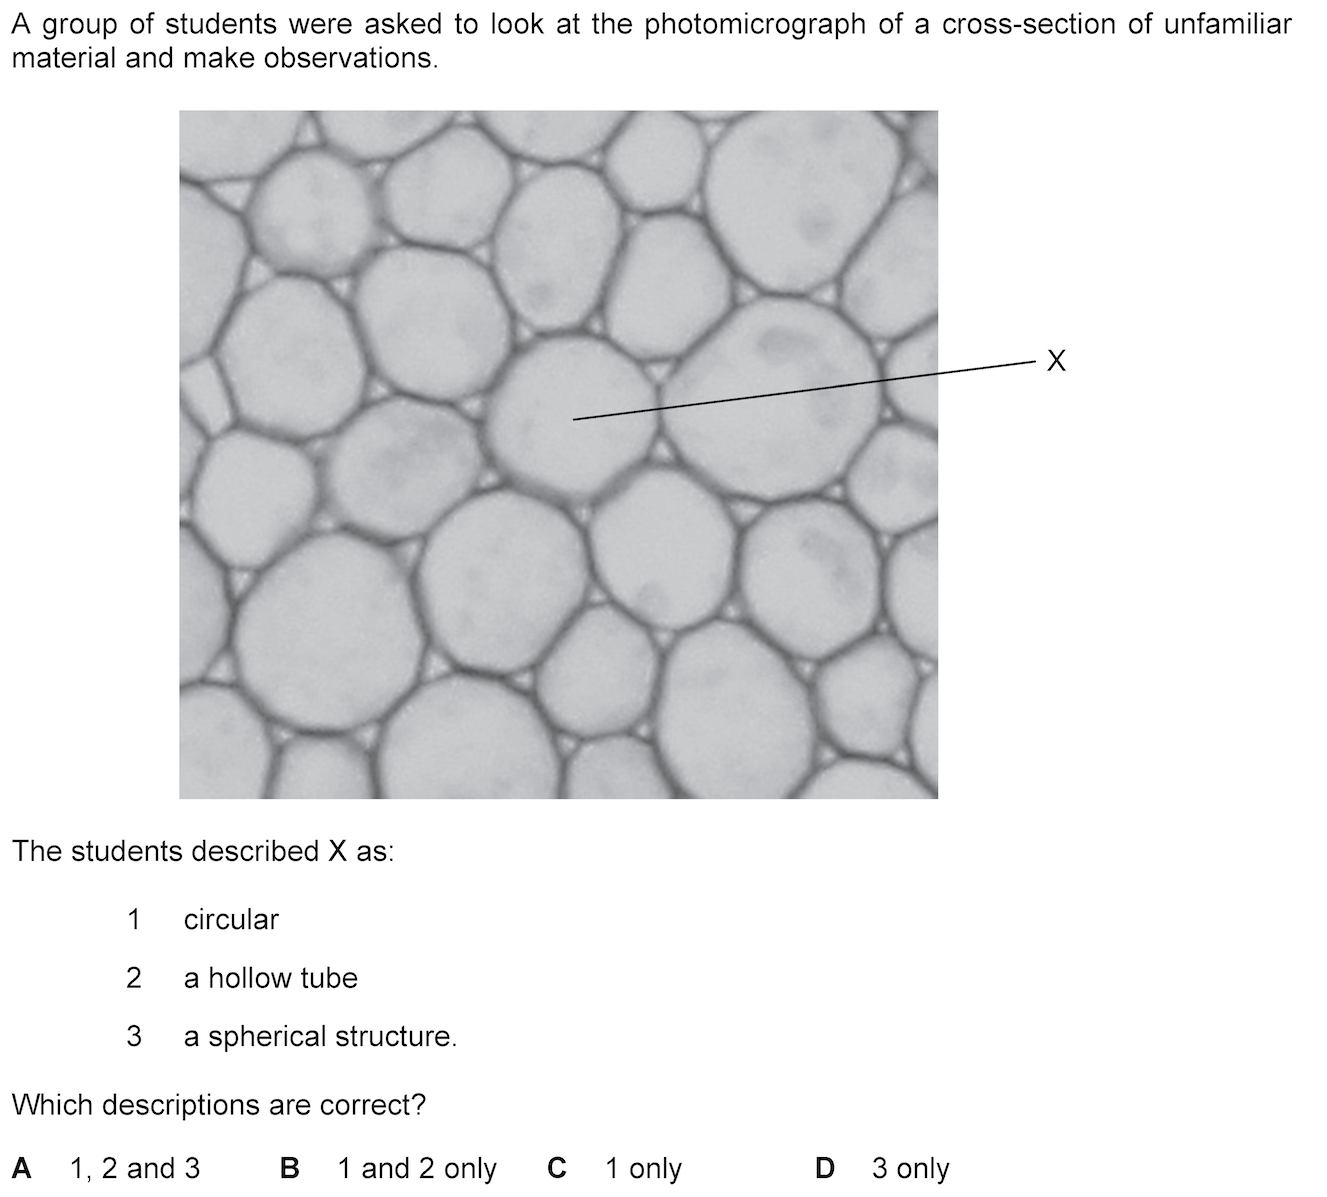 A group of students were asked to look at the photomicrograph of a cross-section of unfamiliar
material and make observations.
X
The students described X as:
1 circular
2 a hollow tube
3 a spherical structure.
Which descriptions are correct?
A 1, 2 and 3 B 1 and 2 only C 1 only D 3 only